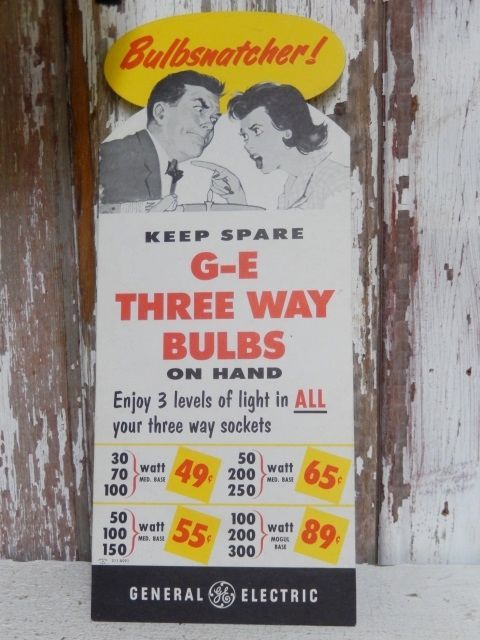 Bulbsnatcher!
KEEP SPARE
G-E
THREE WAY
BULBS
ON HAND
Enjoy 3 levels of light in ALL
your three way sockets
30
70
100
watt
MED. BASE
49¢
50
200
250
watt
MED. BASE
65¢
50
100
150
watt
MED. BASE
55¢
100
200
300
watt
MOGUL
BASE
89¢
GENERAL GE ELECTRIC